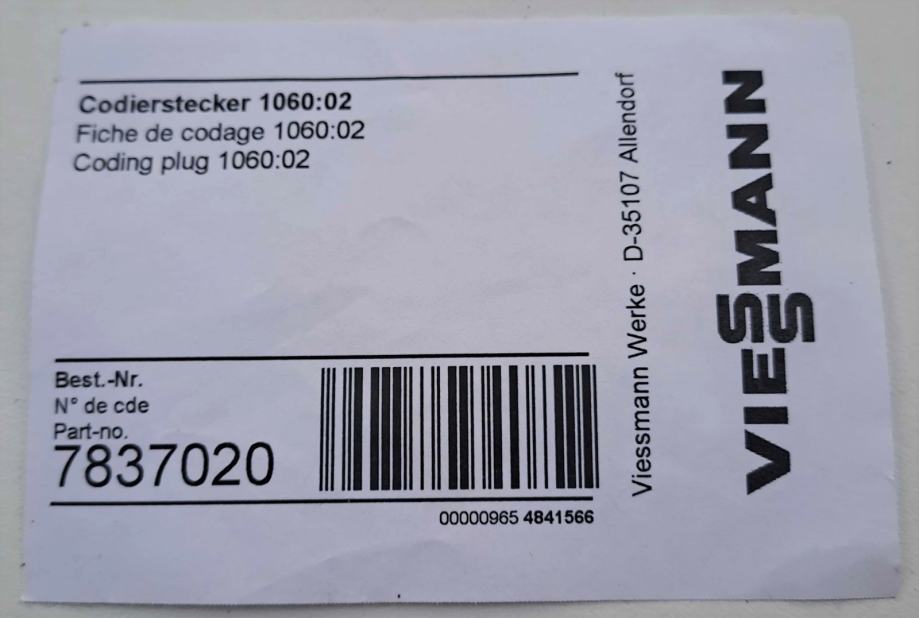 Codierstecker 1060:02
Fiche de codage 1060:02
Coding plug 1060:02
Best.-Nr.
N° de cde
Part-no.
7837020
00000965 4841566
Viessmann Werke · D-35107 Allendorf
VIESSMANN